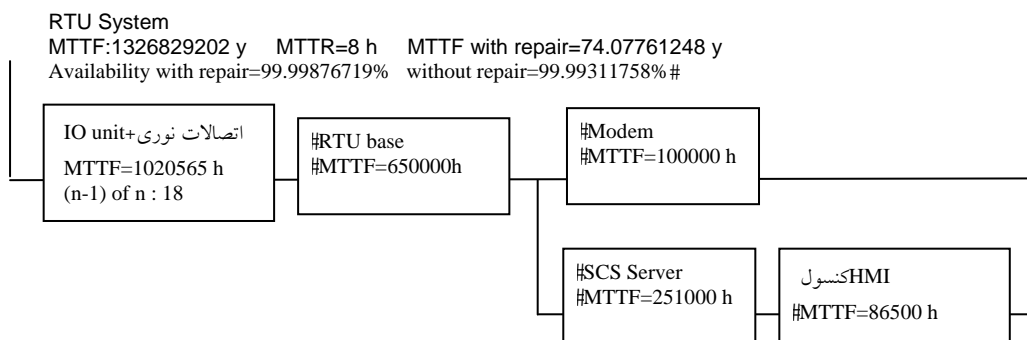 RTU System
MTTF:1326829202 y MTTR=8 h MTTF with repair=74.07761248 y
Availability with repair=99.99876719% without repair=99.99311758%#
IO unit+اتصالات نوری
MTTF=1020565 h
(n-1) of n : 18
#RTU base
#MTTF=650000h
#Modem
#MTTF=100000 h
#SCS Server
#MTTF=251000 h
کنسولHMI
#MTTF=86500 h